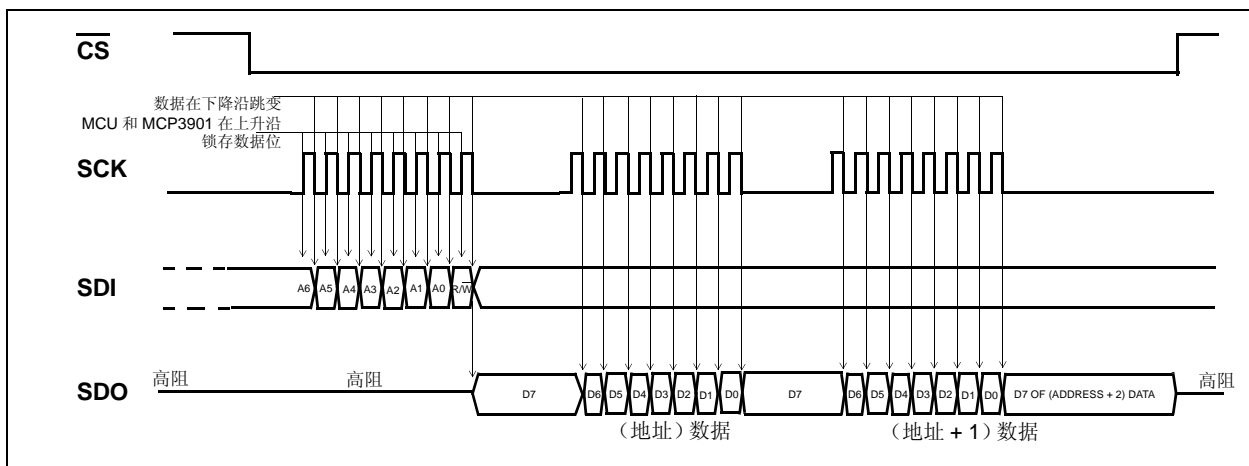 CS
数据在下降沿跳变
MCU 和 MCP3901 在上升沿
锁存数据位
SCK
SDI
A6 A5 A4 A3 A2 A1 A0 R/W
SDO
高阻 高阻 D7 D6 D5 D4 D3 D2 D1 D0 D7 D6 D5 D4 D3 D2 D1 D0 D7 OF (ADDRESS + 2) DATA 高阻
（地址）数据 （地址 + 1）数据